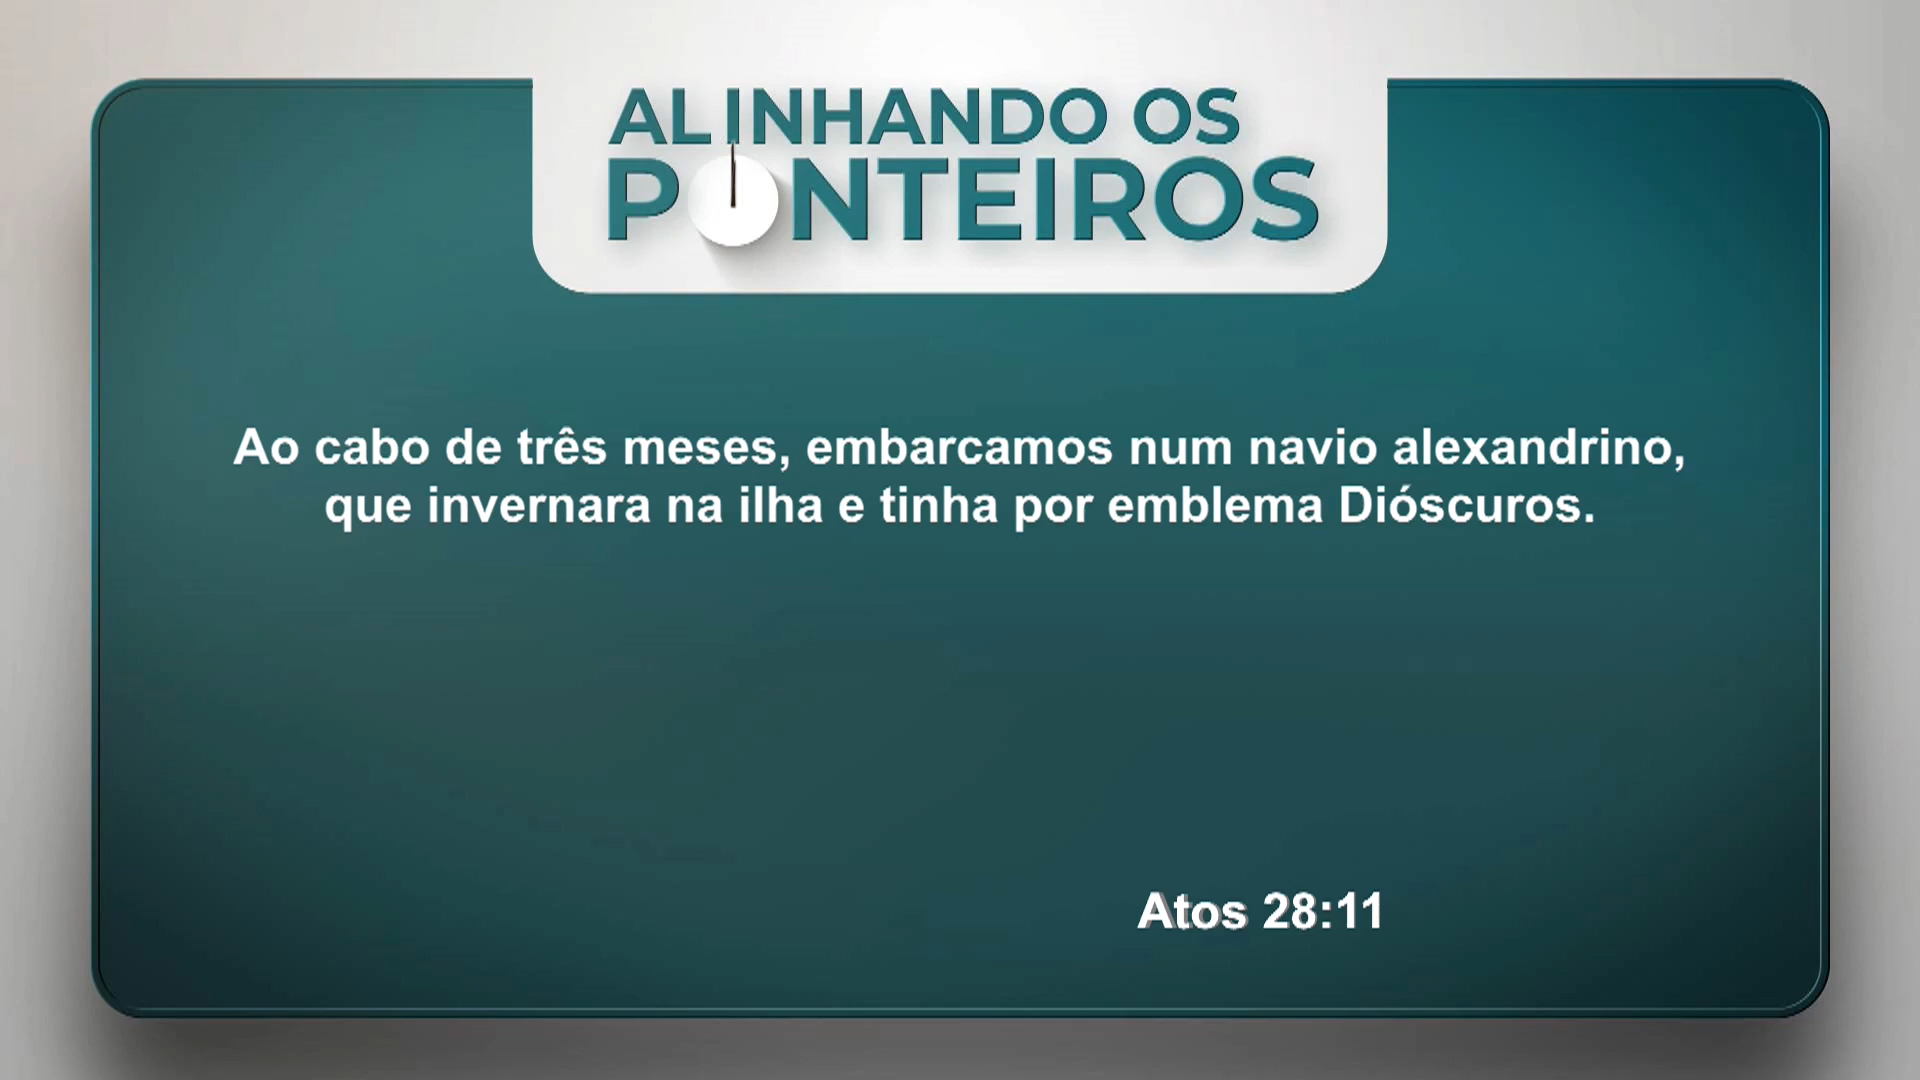 ALINHANDO OS
PONTEIROS
Ao cabo de três meses, embarcamos num navio alexandrino,
que invernara na ilha e tinha por emblema Dióscuros.
Atos 28:11